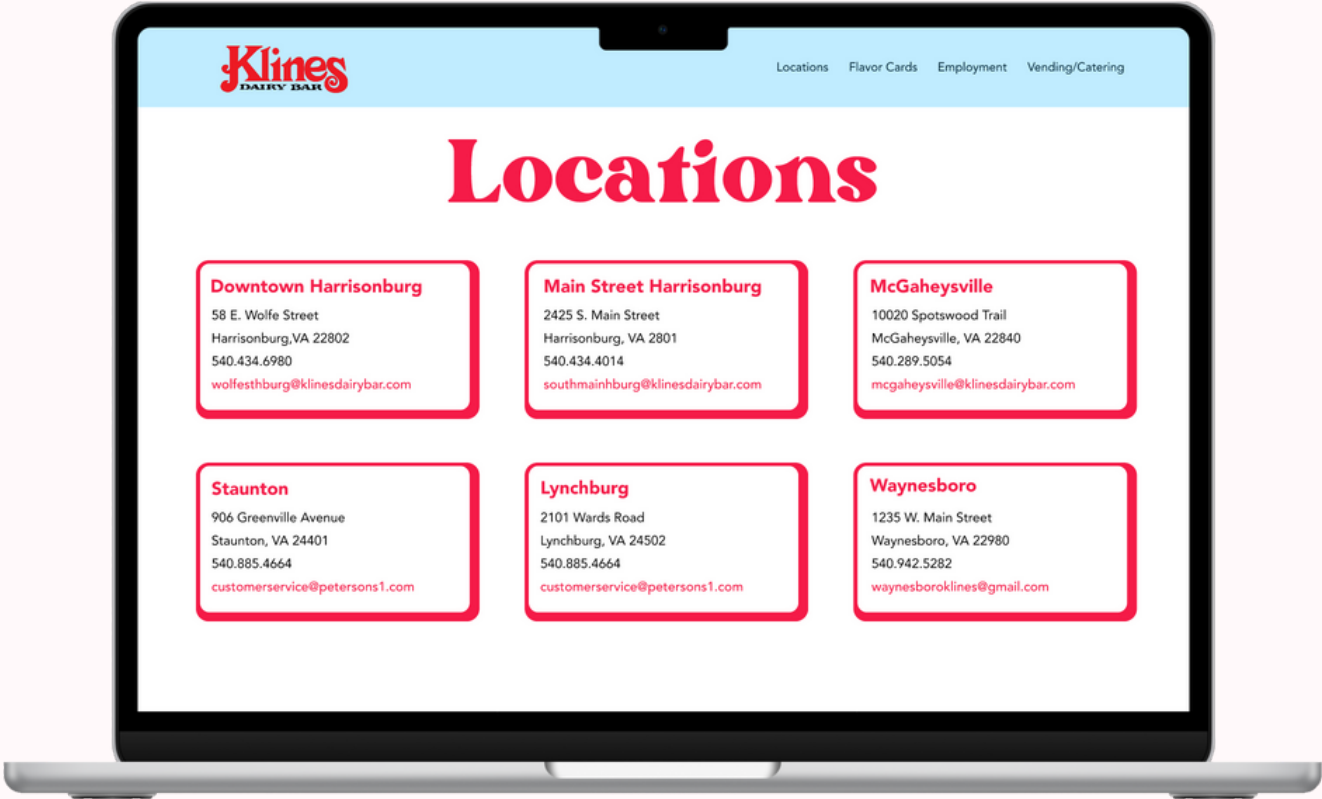 Klines
DAIRY BAR
Locations Flavor Cards Employment Vending/Catering
Locations
Downtown Harrisonburg
58 E. Wolfe Street
Harrisonburg,VA 22802
540.434.6980
wolfesthburg@klinesdairybar.com
Main Street Harrisonburg
2425 S. Main Street
Harrisonburg, VA 2801
540.434.4014
southmainhburg@klinesdairybar.com
McGaheysville
10020 Spotswood Trail
McGaheysville, VA 22840
540.289.5054
mcgaheysville@klinesdairybar.com
Staunton
906 Greenville Avenue
Staunton, VA 24401
540.885.4664
customerservice@petersons1.com
Lynchburg
2101 Wards Road
Lynchburg, VA 24502
540.885.4664
customerservice@petersons1.com
Waynesboro
1235 W. Main Street
Waynesboro, VA 22980
540.942.5282
waynesboroklines@gmail.com